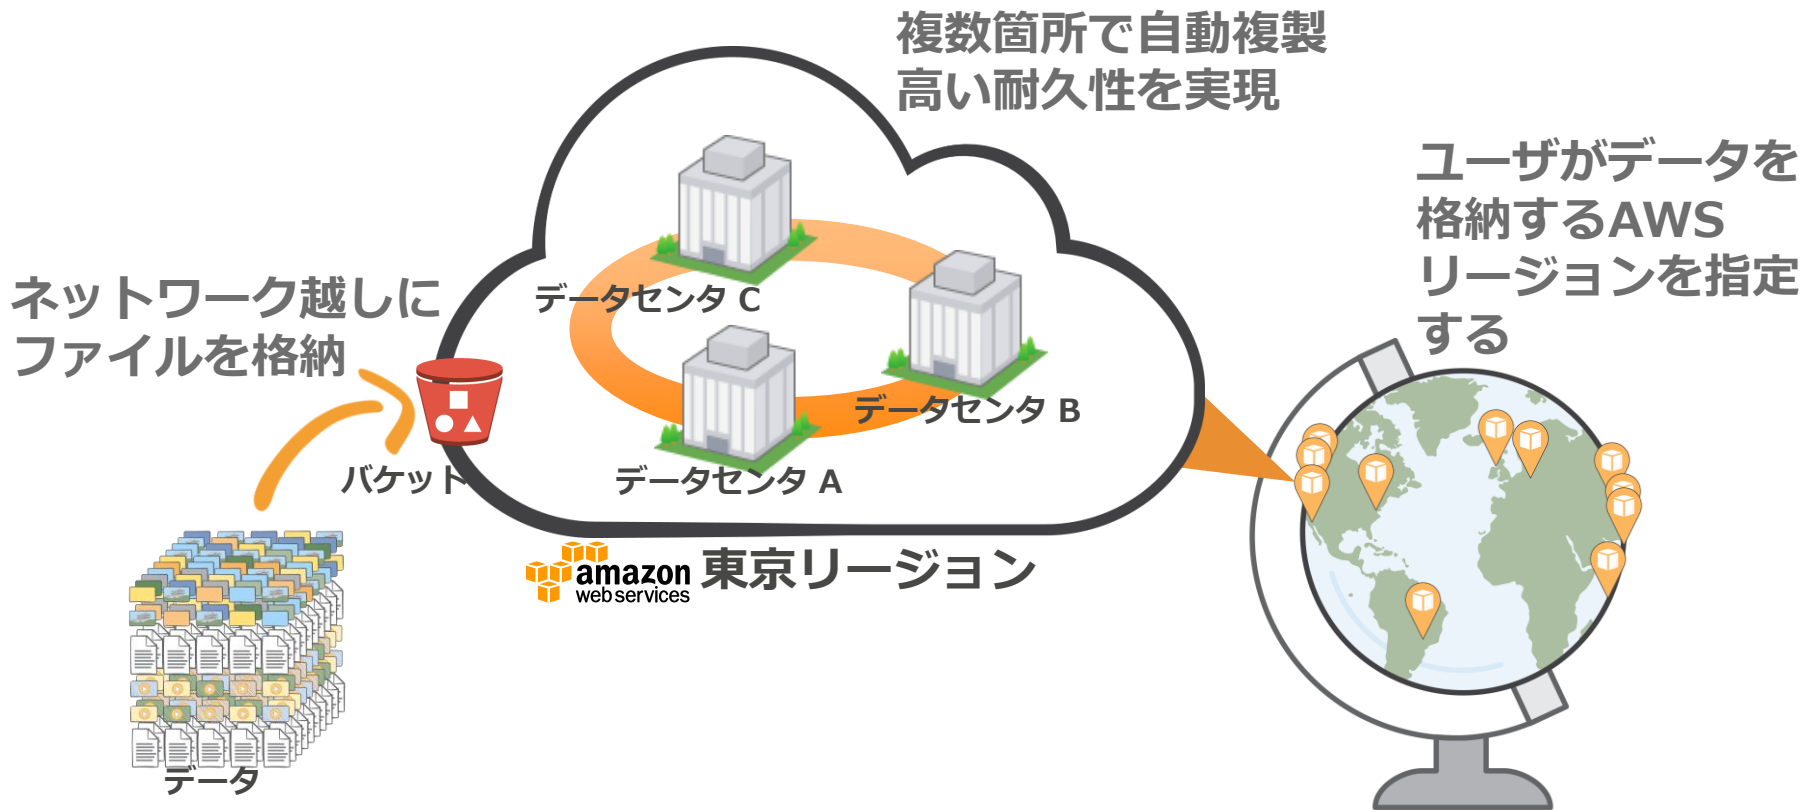 複数箇所で自動複製
高い耐久性を実現
ユーザがデータを
格納するAWS
リージョンを指定
する
ネットワーク越しに
ファイルを格納
データセンタ C
データセンタ B
データセンタ A
バケット
amazon
web services
東京リージョン
データ